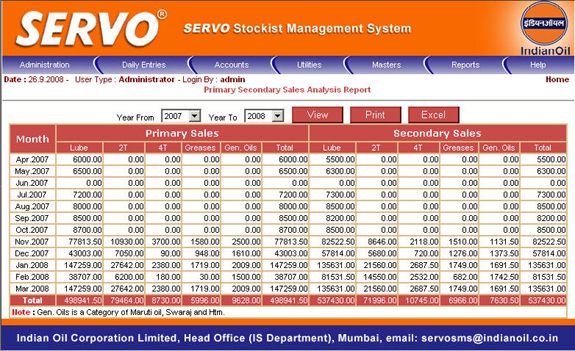 SERVO®
SERVO Stockist Management System
इंडियनऑयल
IndianOil
Administration Daily Entries Accounts Utilities Masters Reports Help
Date : 26.9.2008 - User Type : Administrator - Login By : admin Home
Primary Secondary Sales Analysis Report
Year From 2007 Year To 2008 View Print Excel
Month Primary Sales Secondary Sales
Lube 2T 4T Greases Gen. Oils Total Lube 2T 4T Greases Gen. Oils Total
Apr.2007 6000.00 0.00 0.00 0.00 0.00 6000.00 5500.00 0.00 0.00 0.00 0.00 5500.00
May.2007 6500.00 0.00 0.00 0.00 0.00 6500.00 6300.00 0.00 0.00 0.00 0.00 6300.00
Jun.2007 0.00 0.00 0.00 0.00 0.00 0.00 0.00 0.00 0.00 0.00 0.00 0.00
Jul.2007 7200.00 0.00 0.00 0.00 0.00 7200.00 7300.00 0.00 0.00 0.00 0.00 7300.00
Aug.2007 8000.00 0.00 0.00 0.00 0.00 8000.00 8000.00 0.00 0.00 0.00 0.00 8000.00
Sep.2007 8500.00 0.00 0.00 0.00 0.00 8500.00 8200.00 0.00 0.00 0.00 0.00 8200.00
Oct.2007 8700.00 0.00 0.00 0.00 0.00 8700.00 8500.00 0.00 0.00 0.00 0.00 8500.00
Nov.2007 77813.50 10930.00 3700.00 1580.00 2500.00 77813.50 82522.50 8646.00 2118.00 1510.00 1131.50 82522.50
Dec.2007 43003.00 7050.00 90.00 948.00 1610.00 43003.00 57814.00 5680.00 720.00 1276.00 1373.50 57814.00
Jan.2008 147259.00 27642.00 2380.00 1719.00 2009.00 147259.00 135631.00 21560.00 2687.50 1749.00 1691.50 135631.00
Feb.2008 38707.00 6200.00 180.00 30.00 1500.00 38707.00 81531.50 14550.00 2532.00 682.00 1742.50 81531.50
Mar.2008 147259.00 27642.00 2380.00 1719.00 2009.00 147259.00 135631.00 21560.00 2687.50 1749.00 1691.50 135631.00
Total 498941.50 79464.00 8730.00 5996.00 9628.00 498941.50 537430.00 71996.00 10745.00 6966.00 7630.50 537430.00
Note : Gen. Oils is a Category of Maruti oil, Swaraj and Htm.
Indian Oil Corporation Limited, Head Office (IS Department), Mumbai, email: servosms@indianoil.co.in